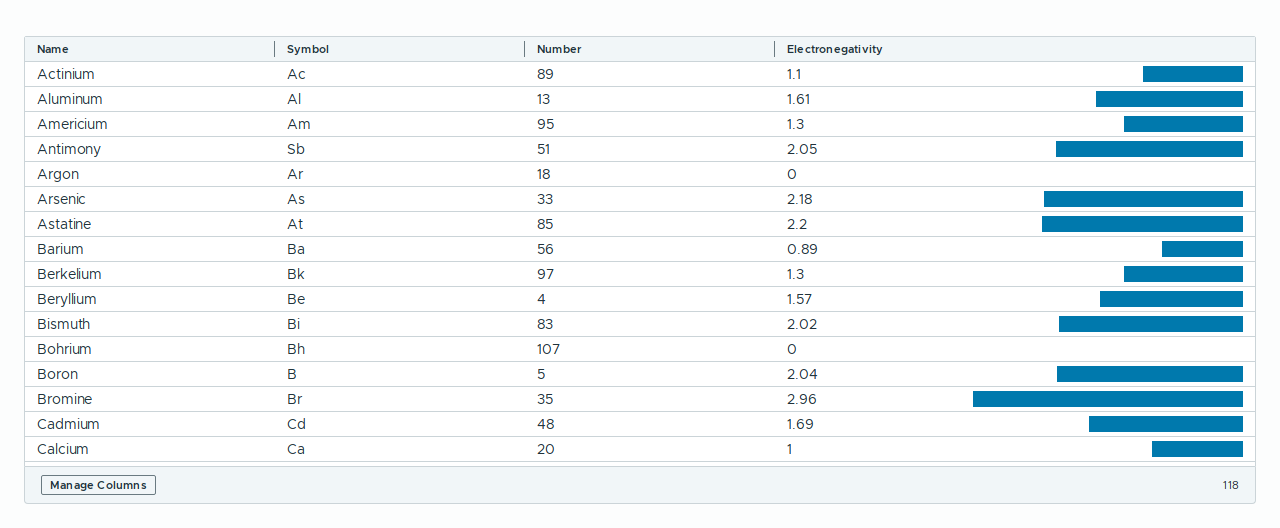 Name Symbol Number Electronegativity
Actinium Ac 89 1.1
Aluminum Al 13 1.61
Americium Am 95 1.3
Antimony Sb 51 2.05
Argon Ar 18 0
Arsenic As 33 2.18
Astatine At 85 2.2
Barium Ba 56 0.89
Berkelium Bk 97 1.3
Beryllium Be 4 1.57
Bismuth Bi 83 2.02
Bohrium Bh 107 0
Boron B 5 2.04
Bromine Br 35 2.96
Cadmium Cd 48 1.69
Calcium Ca 20 1
Manage Columns 118